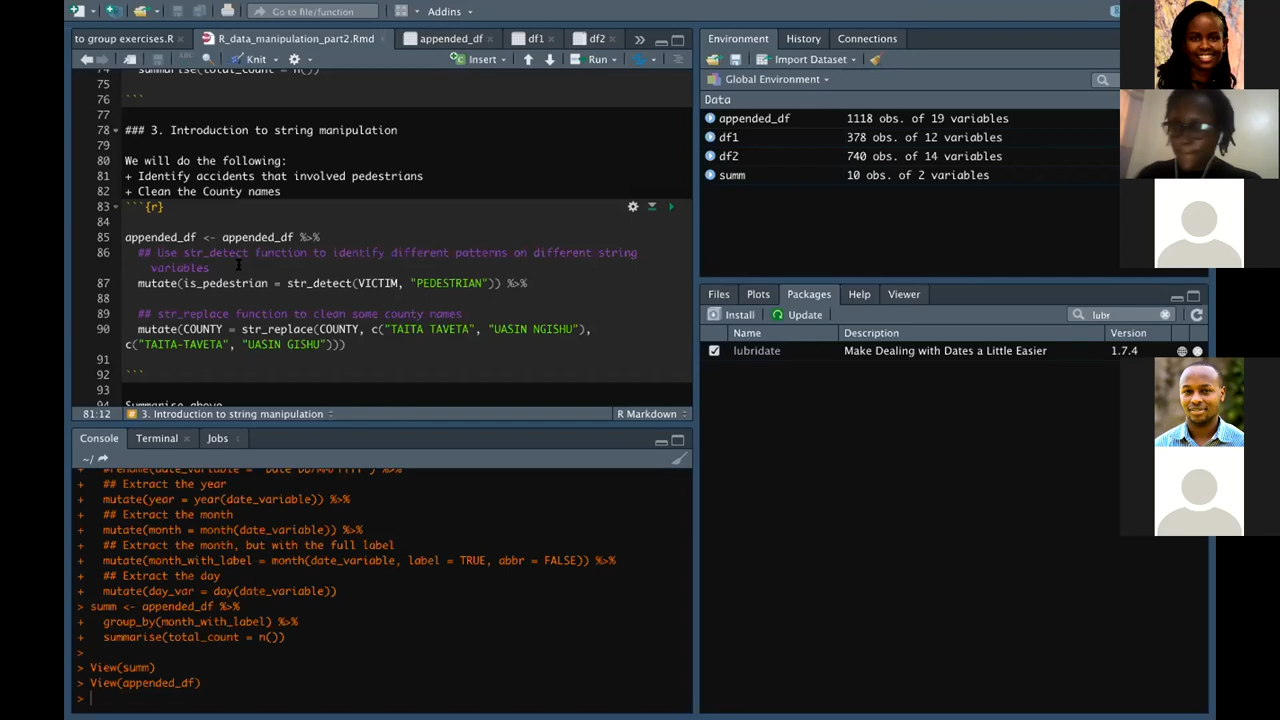 Go to file/function
Addins
to group exercises.R
R_data_manipulation_part2.Rmd
appended_df
df1
df2
Knit
Insert
Run
74 summarise(total_count = n())
75
76 ```
77
78 ### 3. Introduction to string manipulation
79
80 We will do the following:
81 + Identify accidents that involved pedestrians
82 + Clean the County names
83 ```{r}
84
85 appended_df <- appended_df %>%
86 ## Use str_detect function to identify different patterns on different string
variables
87 mutate(is_pedestrian = str_detect(VICTIM, "PEDESTRIAN")) %>%
88
89 ## str_replace function to clean some county names
90 mutate(COUNTY = str_replace(COUNTY, c("TAITA TAVETA", "UASIN NGISHU"),
c("TAITA-TAVETA", "UASIN GISHU")))
91
92 ```
93
94 Summarise above
81:12
3. Introduction to string manipulation
R Markdown
Console
Terminal
Jobs
~/
+ ## Extract the year
+ mutate(year = year(date_variable)) %>%
+ ## Extract the month
+ mutate(month = month(date_variable)) %>%
+ ## Extract the month, but with the full label
+ mutate(month_with_label = month(date_variable, label = TRUE, abbr = FALSE)) %>%
+ ## Extract the day
+ mutate(day_var = day(date_variable))
> summ <- appended_df %>%
+ group_by(month_with_label) %>%
+ summarise(total_count = n())
>
> View(summ)
> View(appended_df)
>
Environment
History
Connections
Import Dataset
Global Environment
Data
appended_df 1118 obs. of 19 variables
df1 378 obs. of 12 variables
df2 740 obs. of 14 variables
summ 10 obs. of 2 variables
Files
Plots
Packages
Help
Viewer
Install
Update
lubr
Name
Description
Version
lubridate
Make Dealing with Dates a Little Easier
1.7.4